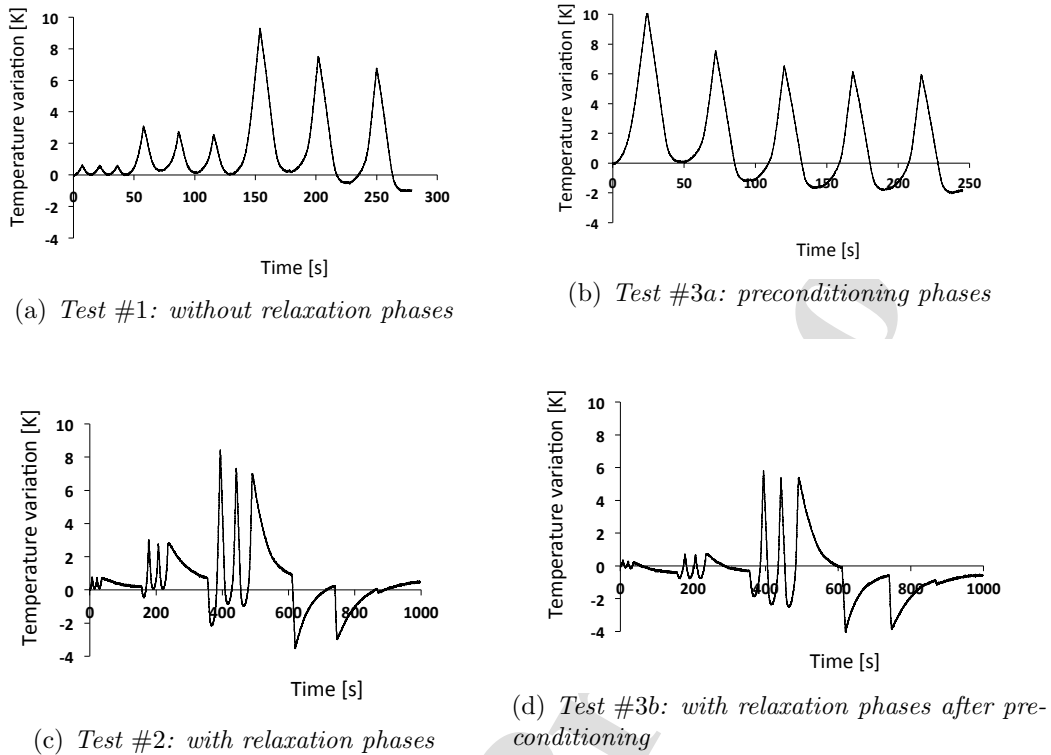 Temperature variation [K]
10
8
6
4
2
0
-2
-4
0 50 100 150 200 250 300
Time [s]
(a) Test #1: without relaxation phases
Temperature variation [K]
10
8
6
4
2
0
-2
-4
0 50 100 150 200 250
Time [s]
(b) Test #3a: preconditioning phases
Temperature variation [K]
10
8
6
4
2
0
-2
-4
0 200 400 600 800 1000
Time [s]
(c) Test #2: with relaxation phases
Temperature variation [K]
10
8
6
4
2
0
-2
-4
0 200 400 600 800 1000
Time [s]
(d) Test #3b: with relaxation phases after pre-
conditioning